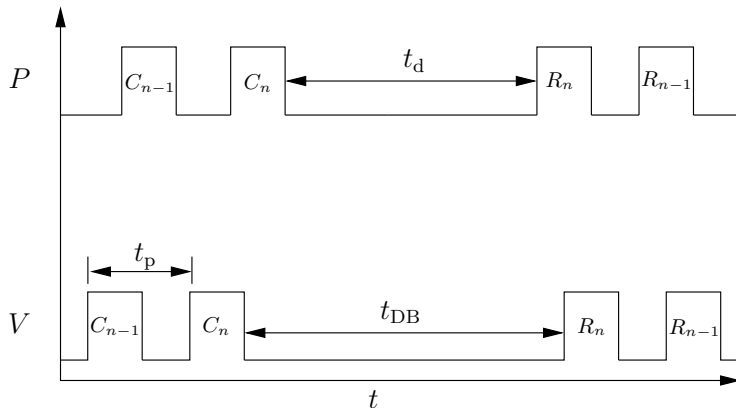 t_d
P C_{n−1} C_n R_n R_{n−1}
t_p
t_DB
V C_{n−1} C_n R_n R_{n−1}
t